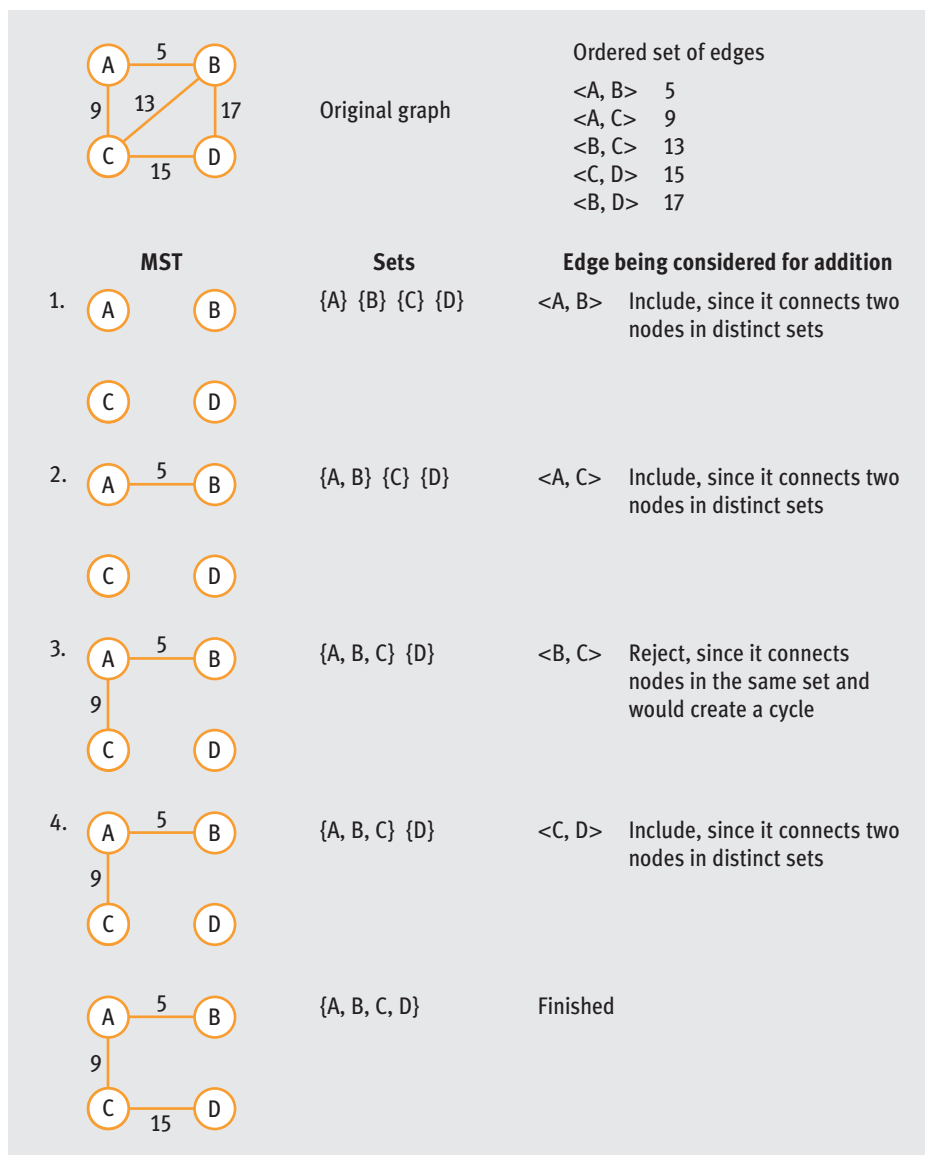 5
A B
9 13 17
C D
15
Original graph
Ordered set of edges
<A, B> 5
<A, C> 9
<B, C> 13
<C, D> 15
<B, D> 17
MST Sets Edge being considered for addition
1. A B {A} {B} {C} {D} <A, B> Include, since it connects two
nodes in distinct sets
C D
2. A 5 B {A, B} {C} {D} <A, C> Include, since it connects two
nodes in distinct sets
C D
3. A 5 B {A, B, C} {D} <B, C> Reject, since it connects
nodes in the same set and
9 would create a cycle
C D
4. A 5 B {A, B, C} {D} <C, D> Include, since it connects two
nodes in distinct sets
9
C D
A 5 B {A, B, C, D} Finished
9
C D
15